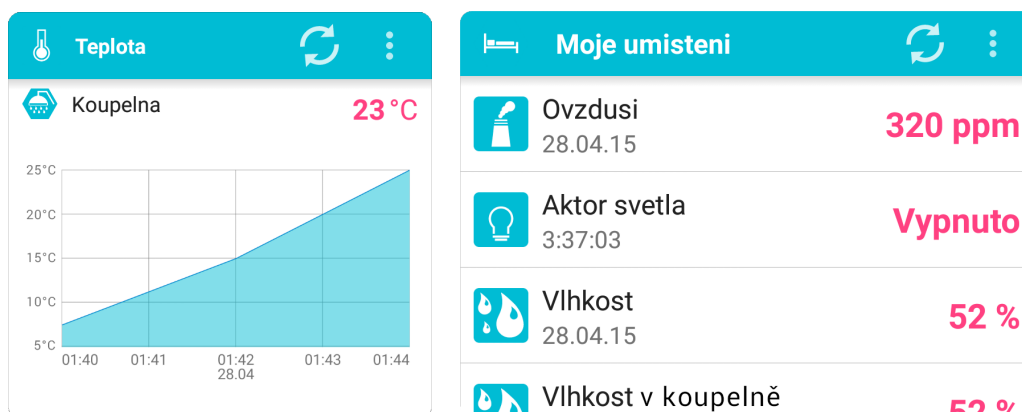 Teplota
Koupelna
23 °C
25°C
20°C
15°C
10°C
5°C
01:40 01:41 01:42 01:43 01:44
28.04
Moje umisteni
Ovzdusi
320 ppm
28.04.15
Aktor svetla
Vypnuto
3:37:03
Vlhkost
52 %
28.04.15
Vlhkost v koupelně
52 %